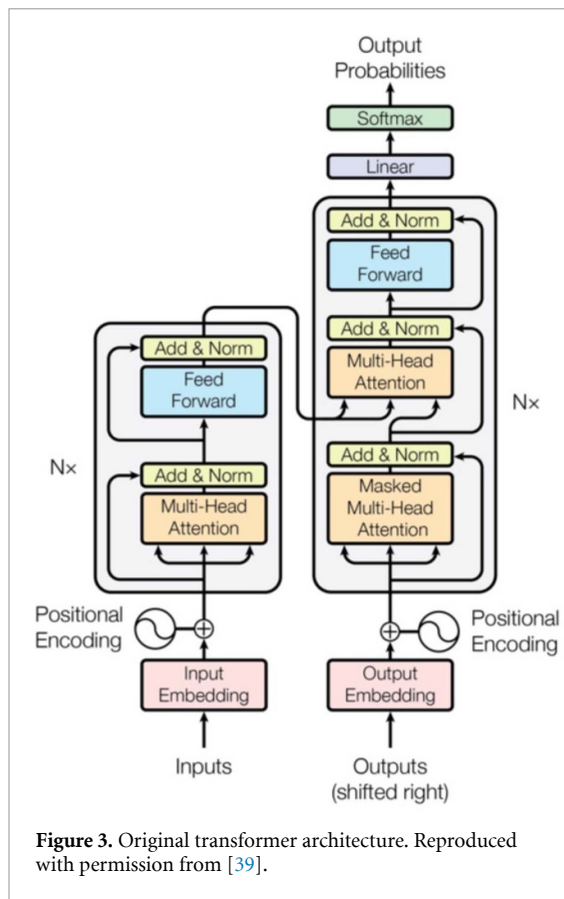 Output
Probabilities
Softmax
Linear
Add & Norm
Feed
Forward
Add & Norm
Multi-Head
Attention
Nx
Add & Norm
Masked
Multi-Head
Attention
Positional
Encoding
Output
Embedding
Outputs
(shifted right)
Add & Norm
Feed
Forward
Nx
Add & Norm
Multi-Head
Attention
Positional
Encoding
Input
Embedding
Inputs
Figure 3. Original transformer architecture. Reproduced
with permission from [39].